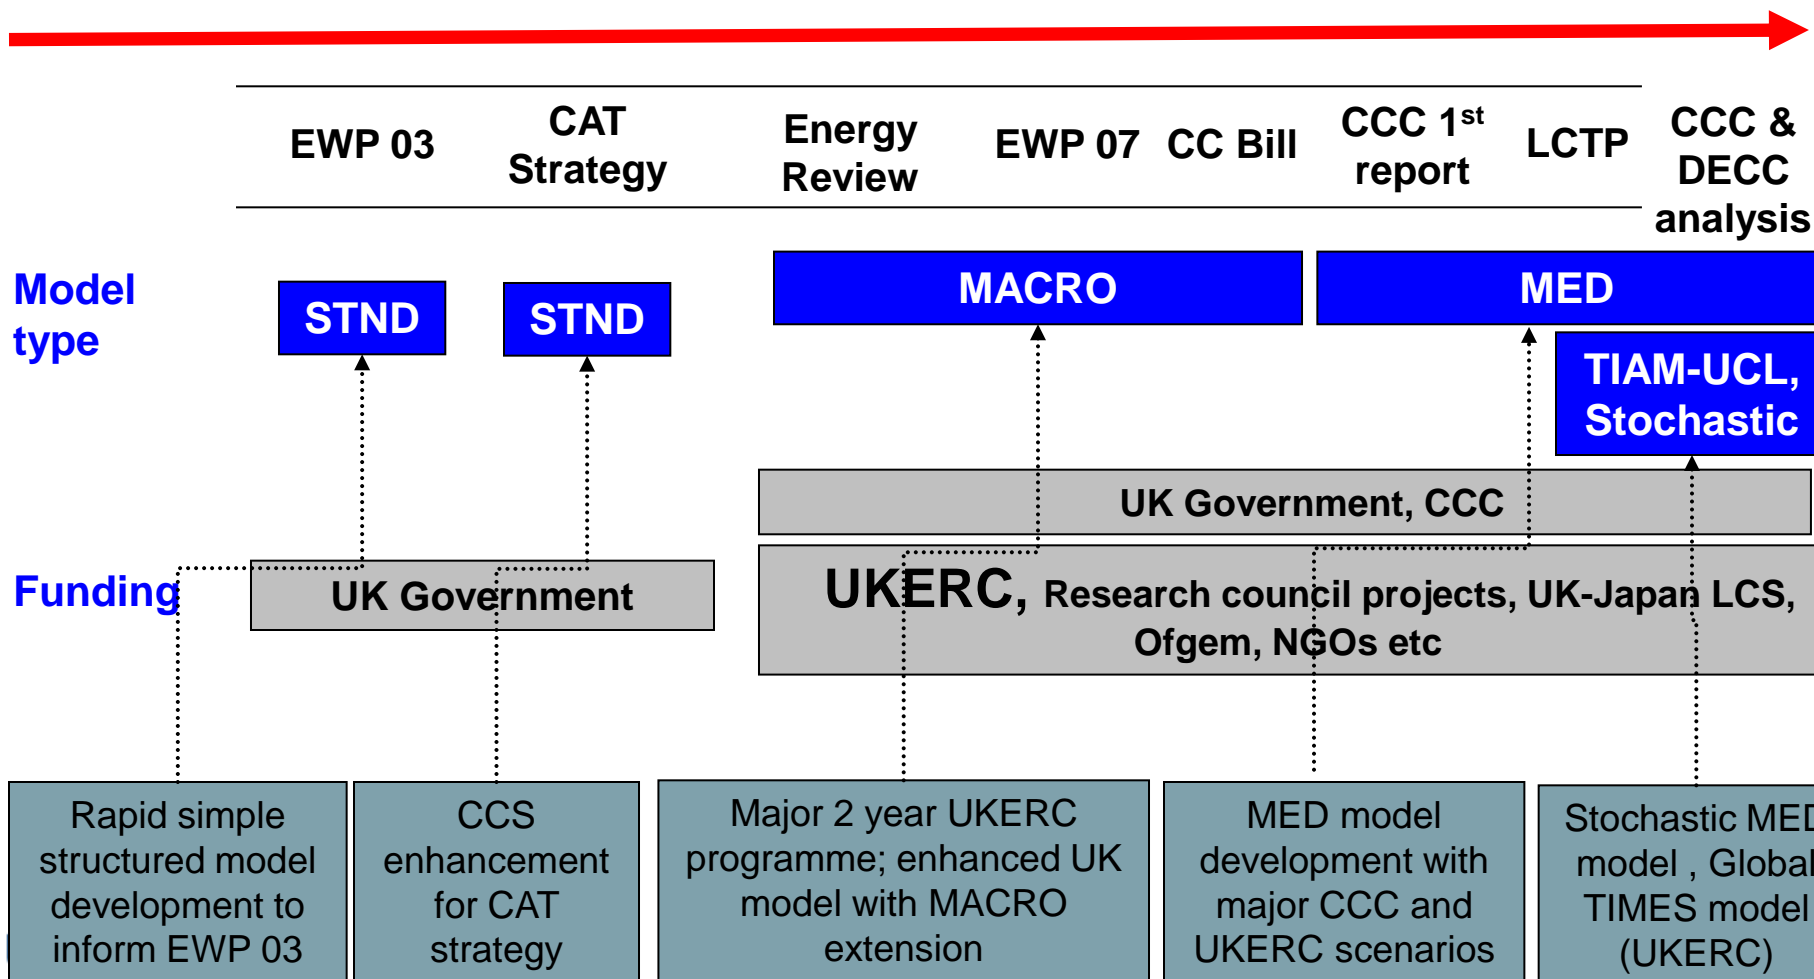 EWP 03
CAT
Strategy
Energy
Review
EWP 07
CC Bill
CCC 1st
report
LCTP
CCC &
DECC
analysis
Model
type
STND
STND
MACRO
MED
TIAM-UCL,
Stochastic
UK Government, CCC
Funding
UK Government
UKERC, Research council projects, UK-Japan LCS,
Ofgem, NGOs etc
Rapid simple
structured model
development to
inform EWP 03
CCS
enhancement
for CAT
strategy
Major 2 year UKERC
programme; enhanced UK
model with MACRO
extension
MED model
development with
major CCC and
UKERC scenarios
Stochastic MED
model , Global
TIMES model
(UKERC)